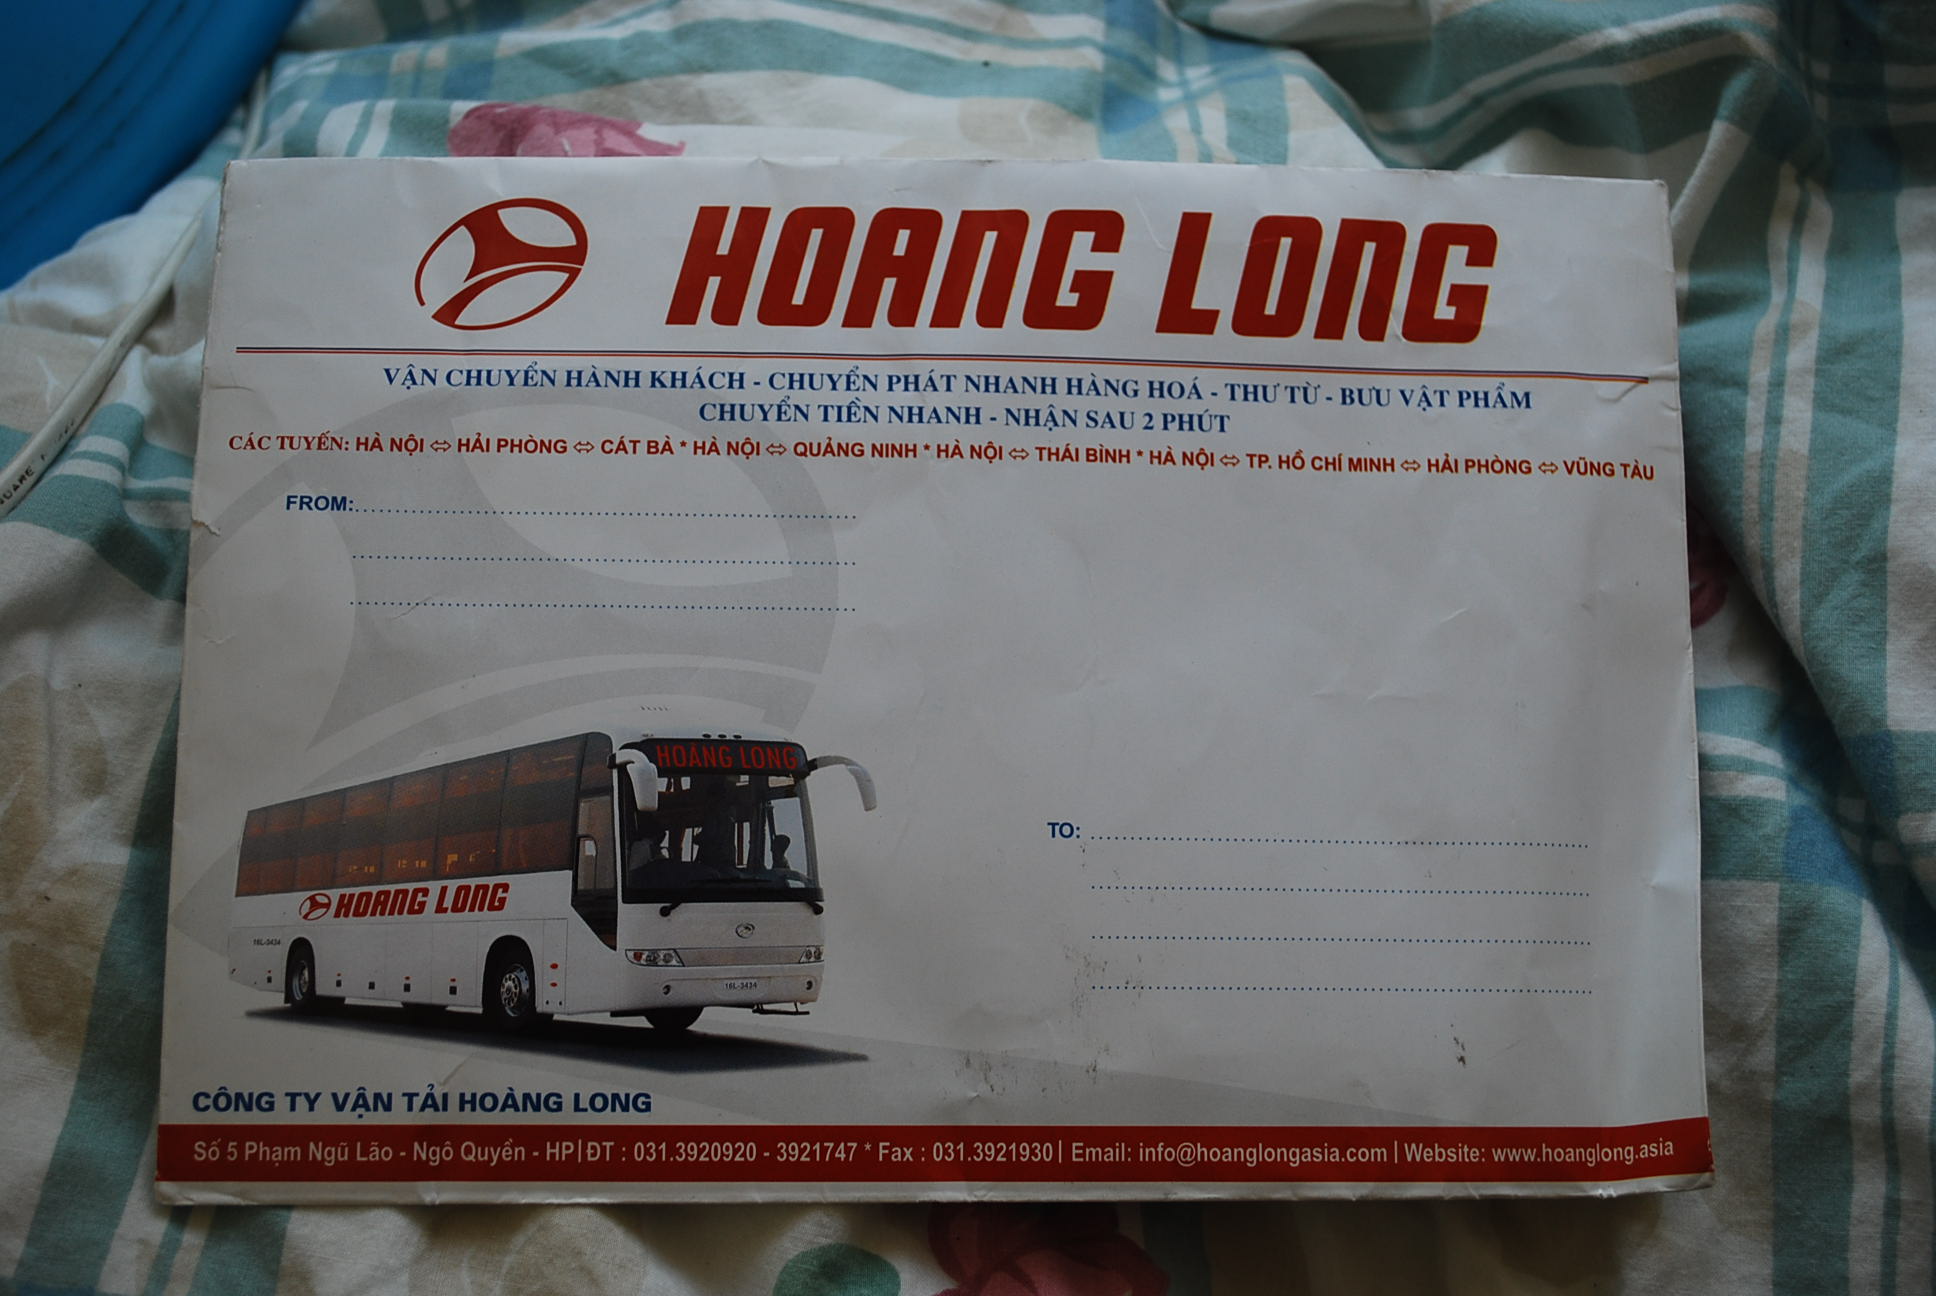 HOANG LONG
VẬN CHUYỂN HÀNH KHÁCH - CHUYỂN PHÁT NHANH HÀNG HOÁ - THƯ TỪ - BƯU VẬT PHẨM
CHUYỂN TIỀN NHANH - NHẬN SAU 2 PHÚT
CÁC TUYẾN: HÀ NỘI ⇔ HẢI PHÒNG ⇔ CÁT BÀ * HÀ NỘI ⇔ QUẢNG NINH * HÀ NỘI ⇔ THÁI BÌNH * HÀ NỘI ⇔ TP. HỒ CHÍ MINH ⇔ HẢI PHÒNG ⇔ VŨNG TÀU
FROM:
HOÀNG LONG
TO:
HOANG LONG
16L-3434
16L-3434
CÔNG TY VẬN TẢI HOÀNG LONG
Số 5 Phạm Ngũ Lão - Ngô Quyền - HP | ĐT : 031.3920920 - 3921747 * Fax : 031.3921930 | Email: info@hoanglongasia.com | Website: www.hoanglong.asia